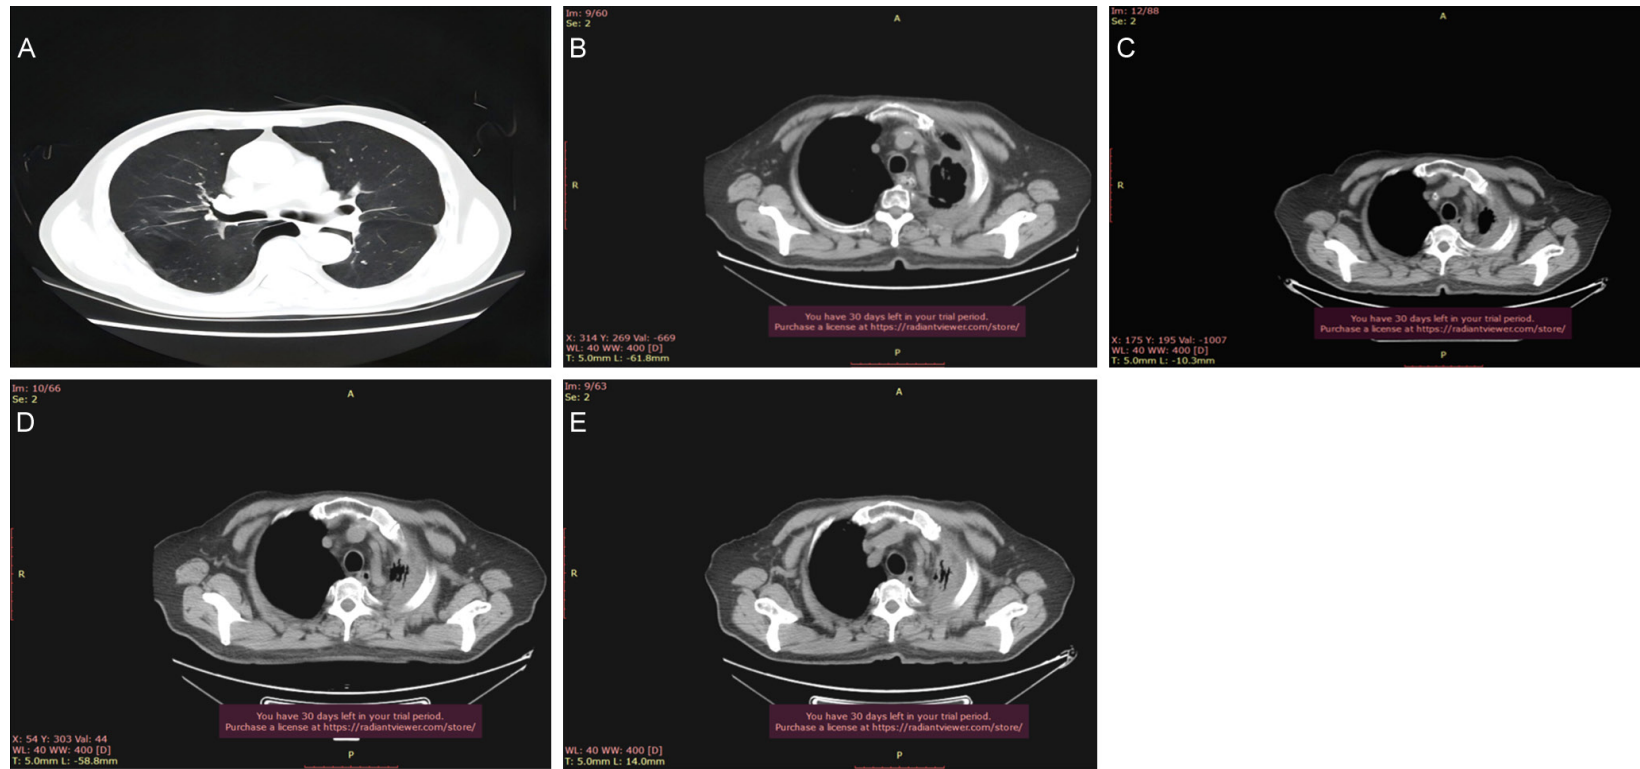 A
Im: 9/60
Se: 2
B
A
R
You have 30 days left in your trial period.
Purchase a license at https://radiantviewer.com/store/
X: 314 Y: 269 Val: -669
WL: 40 WW: 400 [D]
T: 5.0mm L: -61.8mm
P
Im: 12/88
Se: 2
C
A
R
You have 30 days left in your trial period.
Purchase a license at https://radiantviewer.com/store/
X: 175 Y: 195 Val: -1007
WL: 40 WW: 400 [D]
T: 5.0mm L: -10.3mm
P
Im: 10/66
Se: 2
D
A
R
You have 30 days left in your trial period.
Purchase a license at https://radiantviewer.com/store/
X: 54 Y: 303 Val: 44
WL: 40 WW: 400 [D]
T: 5.0mm L: -58.8mm
P
Im: 9/63
Se: 2
E
A
R
You have 30 days left in your trial period.
Purchase a license at https://radiantviewer.com/store/
WL: 40 WW: 400 [D]
T: 5.0mm L: 14.0mm
P